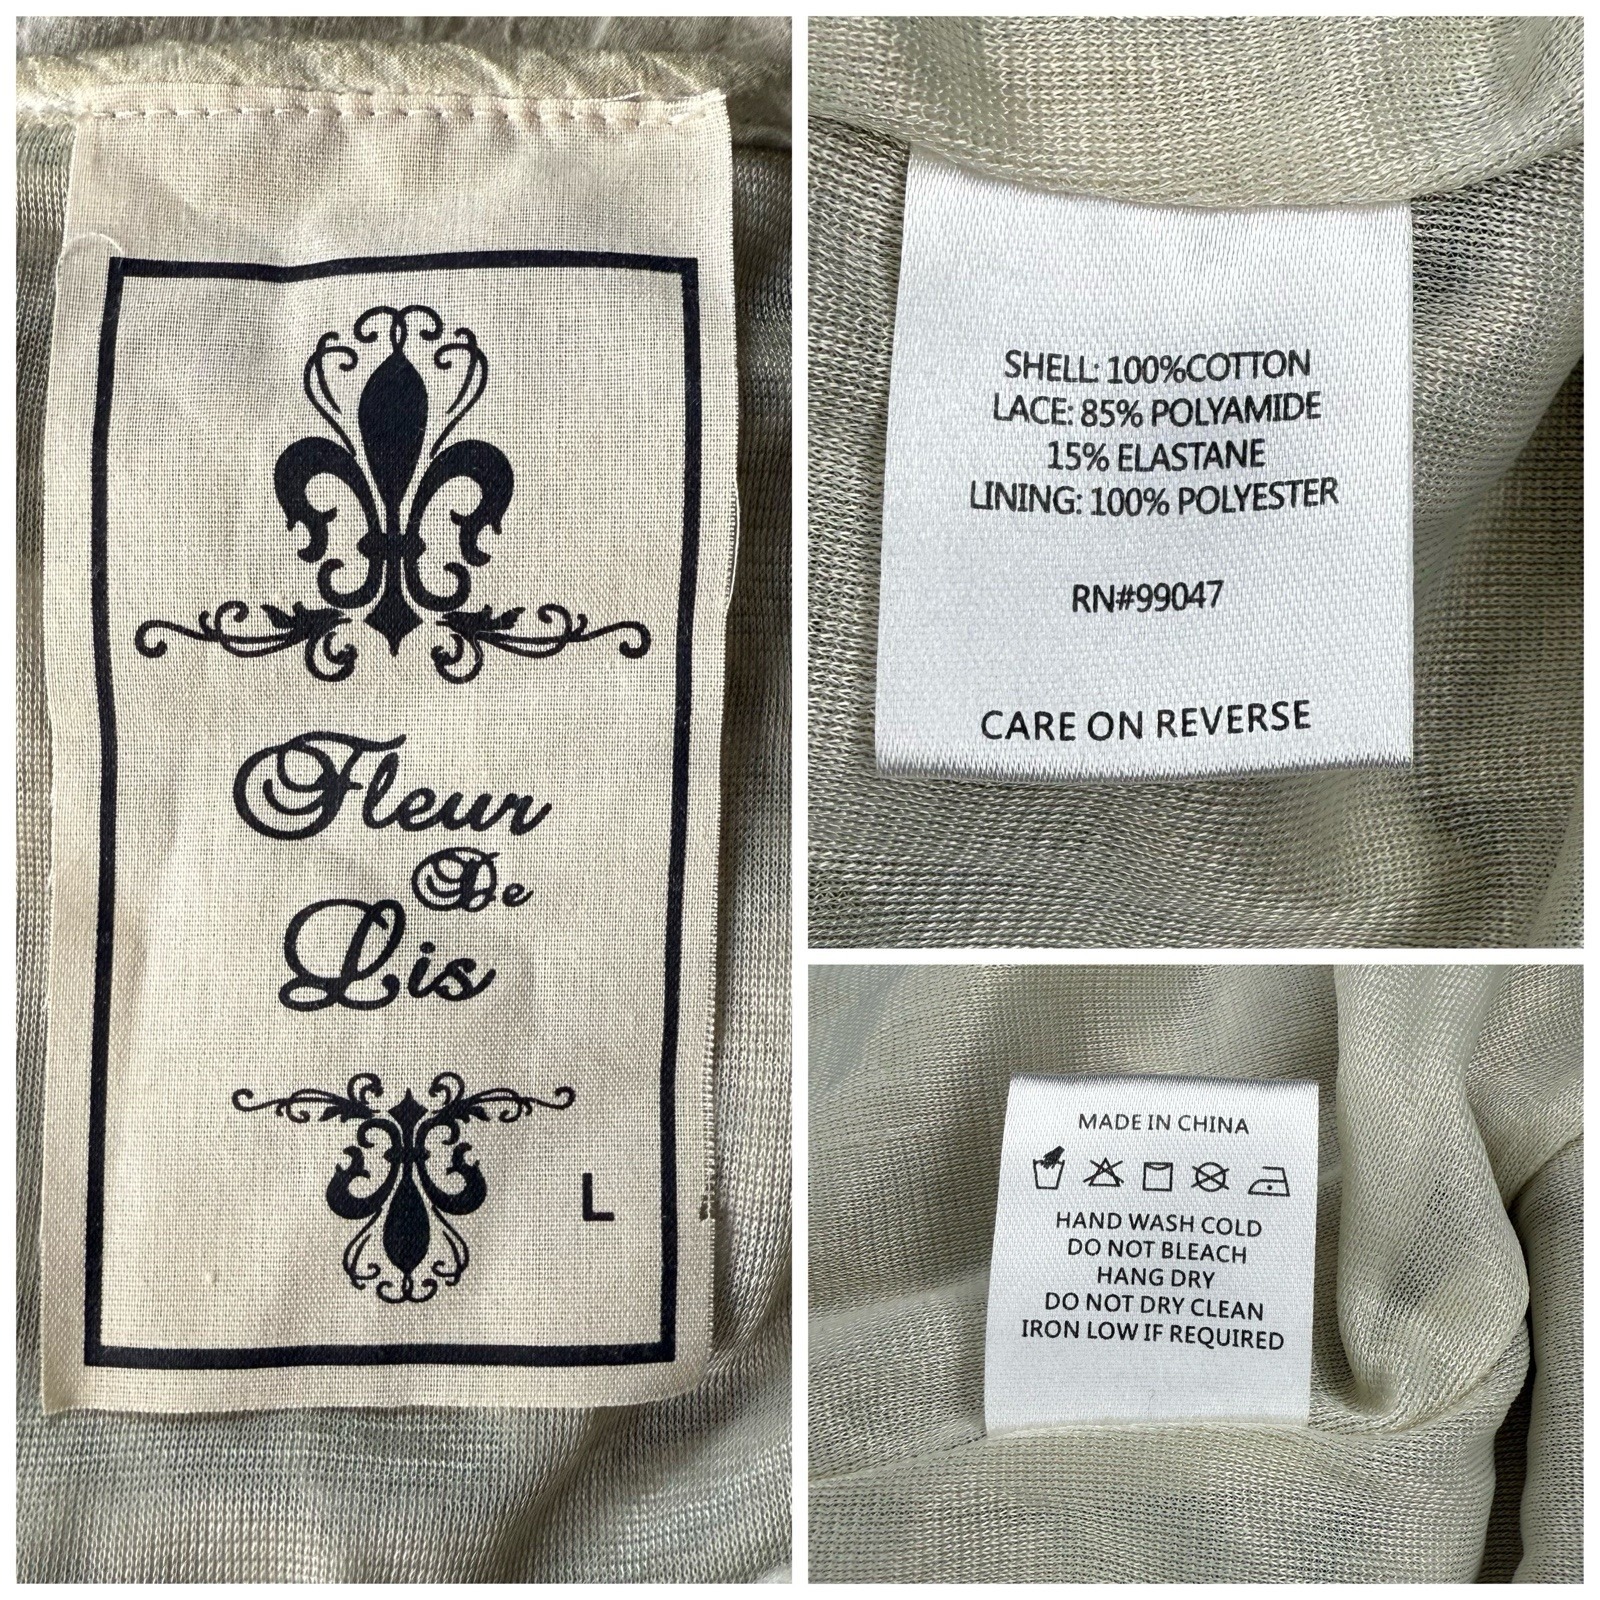 Fleur
De
Lis
L
SHELL: 100%COTTON
LACE: 85% POLYAMIDE
15% ELASTANE
LINING: 100% POLYESTER
RN#99047
CARE ON REVERSE
MADE IN CHINA
HAND WASH COLD
DO NOT BLEACH
HANG DRY
DO NOT DRY CLEAN
IRON LOW IF REQUIRED